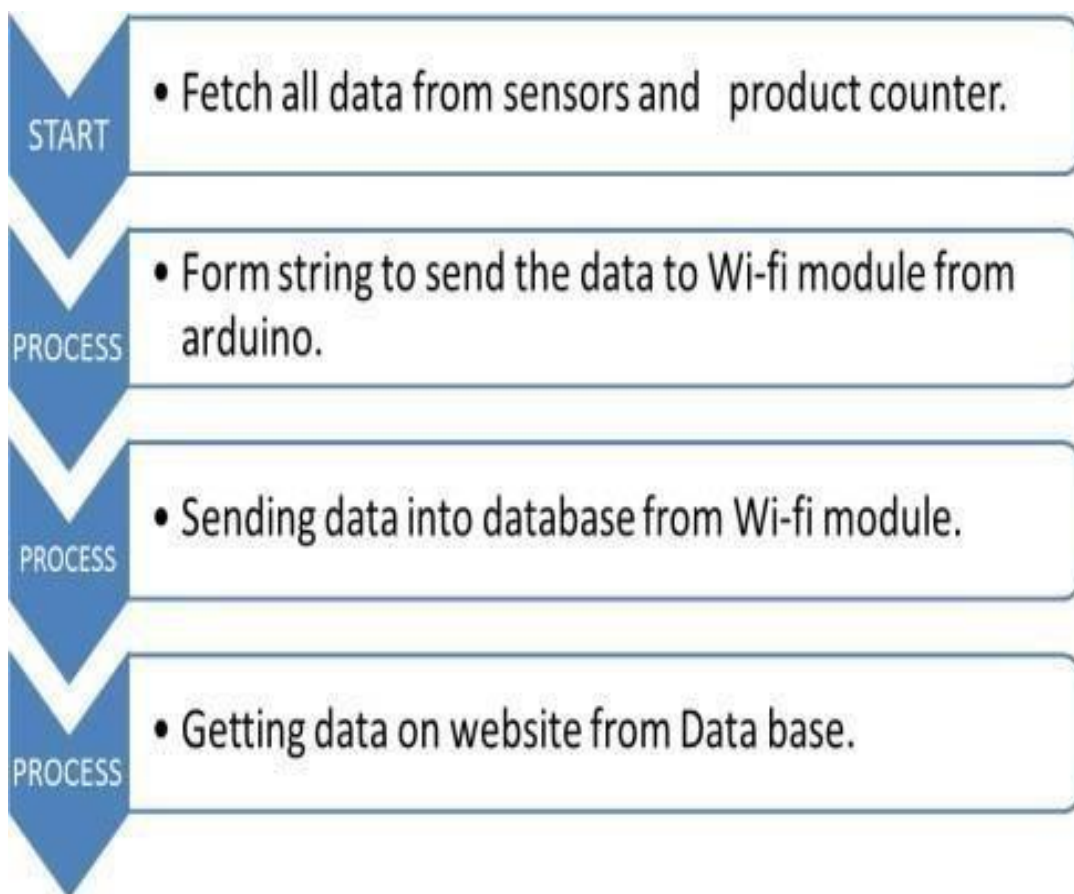 START
• Fetch all data from sensors and product counter.
PROCESS
• Form string to send the data to Wi-fi module from
arduino.
PROCESS
• Sending data into database from Wi-fi module.
PROCESS
• Getting data on website from Data base.